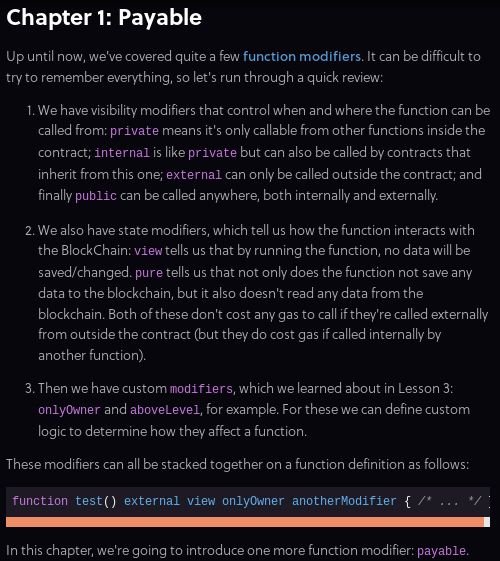 Chapter 1: Payable
Up until now, we've covered quite a few function modifiers. It can be difficult to
try to remember everything, so let's run through a quick review:
1. We have visibility modifiers that control when and where the function can be
called from: private means it's only callable from other functions inside the
contract; internal is like private but can also be called by contracts that
inherit from this one; external can only be called outside the contract; and
finally public can be called anywhere, both internally and externally.
2. We also have state modifiers, which tell us how the function interacts with
the BlockChain: view tells us that by running the function, no data will be
saved/changed. pure tells us that not only does the function not save any
data to the blockchain, but it also doesn't read any data from the
blockchain. Both of these don't cost any gas to call if they're called externally
from outside the contract (but they do cost gas if called internally by
another function).
3. Then we have custom modifiers, which we learned about in Lesson 3:
onlyOwner and aboveLevel, for example. For these we can define custom
logic to determine how they affect a function.
These modifiers can all be stacked together on a function definition as follows:
function test() external view onlyOwner anotherModifier { /* ... */ }
In this chapter, we're going to introduce one more function modifier: payable.